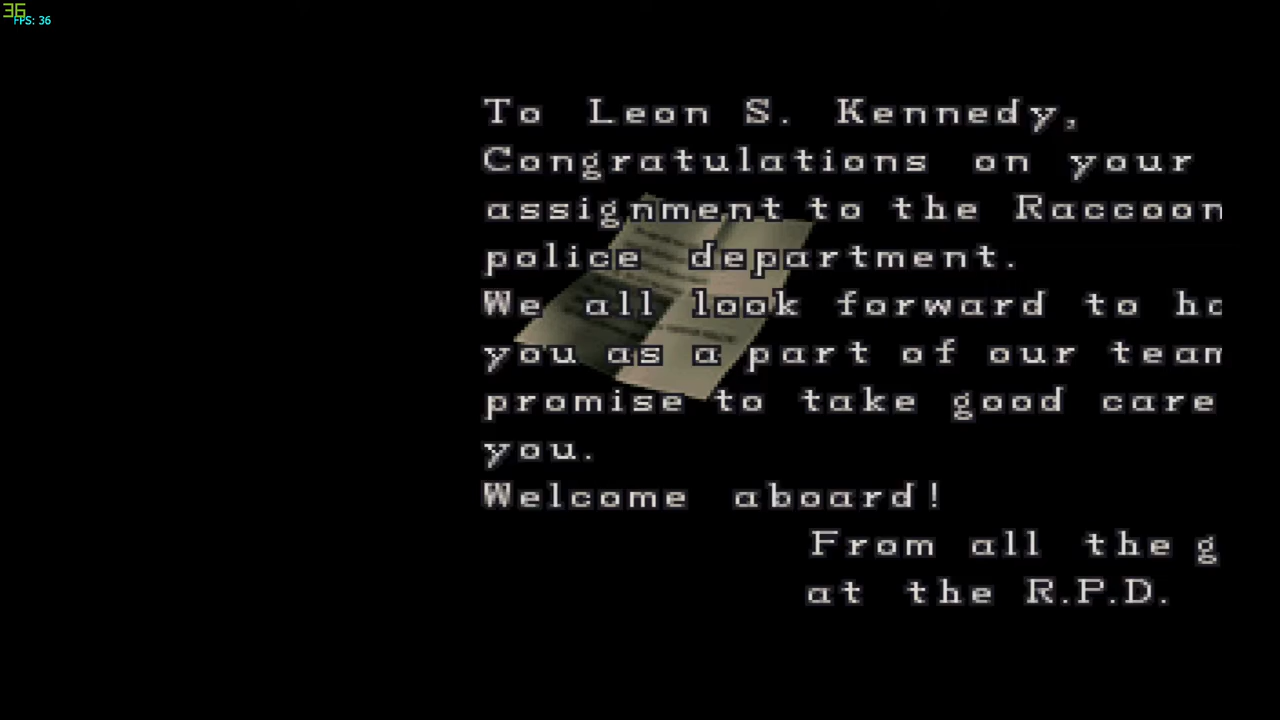 36
FPS: 36
To Leon S. Kennedy,
Congratulations on your
assignment to the Raccoon
police department.
We all look forward to
you as a part of our
promise to take good care
you.
Welcome aboard!
From all the
at the R.P.D.